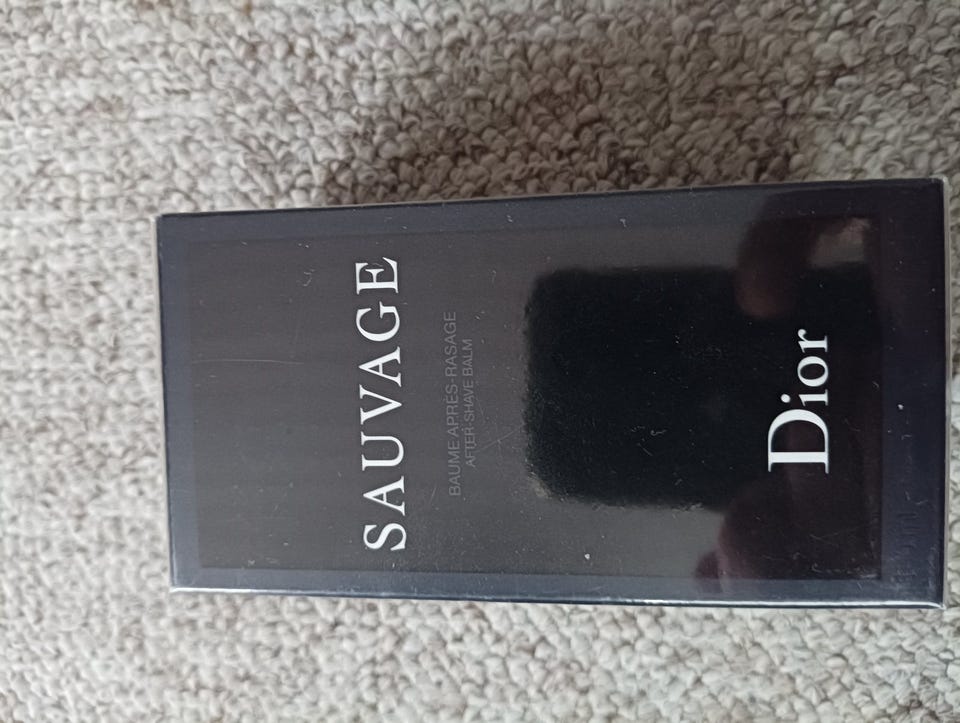 SAUVAGE
BAUME APRÈS-RASAGE
AFTER-SHAVE BALM
Dior